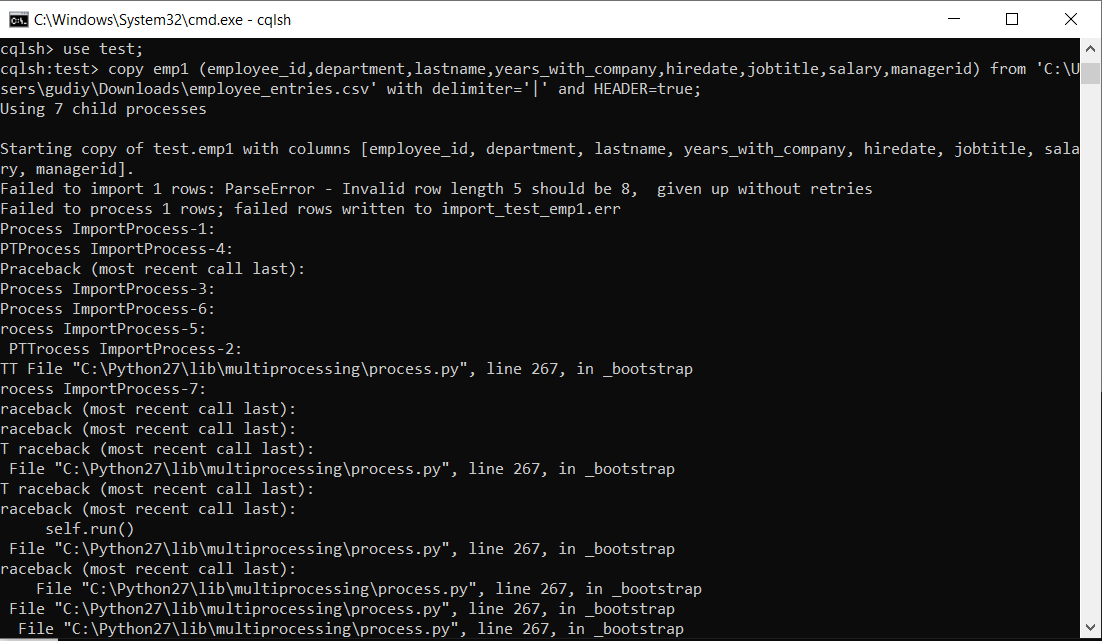 C:\Windows\System32\cmd.exe - cqlsh
cqlsh> use test;
cqlsh:test> copy emp1 (employee_id,department,lastname,years_with_company,hiredate,jobtitle,salary,managerid) from 'C:\U
sers\gudiy\Downloads\employee_entries.csv' with delimiter='|' and HEADER=true;
Using 7 child processes
Starting copy of test.emp1 with columns [employee_id, department, lastname, years_with_company, hiredate, jobtitle, sala
ry, managerid].
Failed to import 1 rows: ParseError - Invalid row length 5 should be 8,  given up without retries
Failed to process 1 rows; failed rows written to import_test_emp1.err
Process ImportProcess-1:
PTProcess ImportProcess-4:
Praceback (most recent call last):
Process ImportProcess-3:
Process ImportProcess-6:
rocess ImportProcess-5:
 PTTrocess ImportProcess-2:
TT File "C:\Python27\lib\multiprocessing\process.py", line 267, in _bootstrap
rocess ImportProcess-7:
raceback (most recent call last):
raceback (most recent call last):
T raceback (most recent call last):
 File "C:\Python27\lib\multiprocessing\process.py", line 267, in _bootstrap
T raceback (most recent call last):
raceback (most recent call last):
     self.run()
 File "C:\Python27\lib\multiprocessing\process.py", line 267, in _bootstrap
raceback (most recent call last):
    File "C:\Python27\lib\multiprocessing\process.py", line 267, in _bootstrap
 File "C:\Python27\lib\multiprocessing\process.py", line 267, in _bootstrap
  File "C:\Python27\lib\multiprocessing\process.py", line 267, in _bootstrap